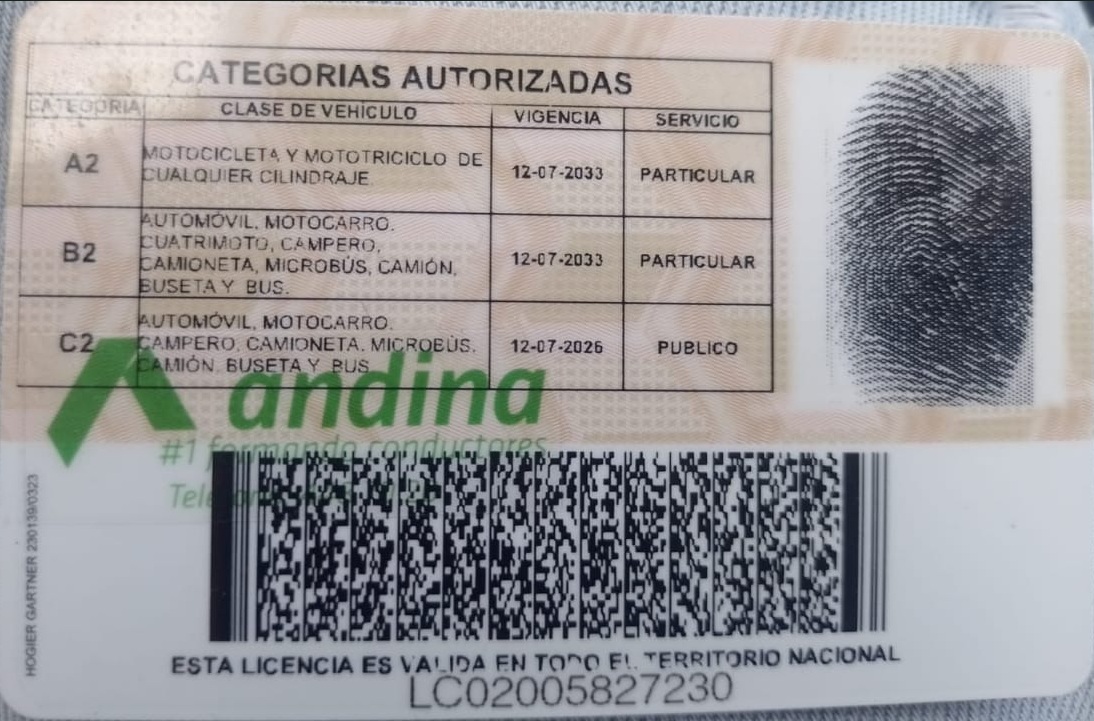 CATEGORIAS AUTORIZADAS
CATEGORIA CLASE DE VEHÍCULO VIGENCIA SERVICIO
A2 MOTOCICLETA Y MOTOTRICICLO DE CUALQUIER CILINDRAJE 12-07-2033 PARTICULAR
B2 AUTOMÓVIL, MOTOCARRO, CUATRIMOTO, CAMPERO, CAMIONETA, MICROBÚS, CAMIÓN, BUSETA Y BUS. 12-07-2033 PARTICULAR
C2 AUTOMÓVIL, MOTOCARRO. CAMPERO, CAMIONETA, MICROBÚS. CAMIÓN, BUSETA Y BUS 12-07-2026 PUBLICO
andina
#1 formando conductores
HOGIER GARTNER 230139/0323
ESTA LICENCIA ES VALIDA EN TODO EL TERRITORIO NACIONAL
LC02005827230